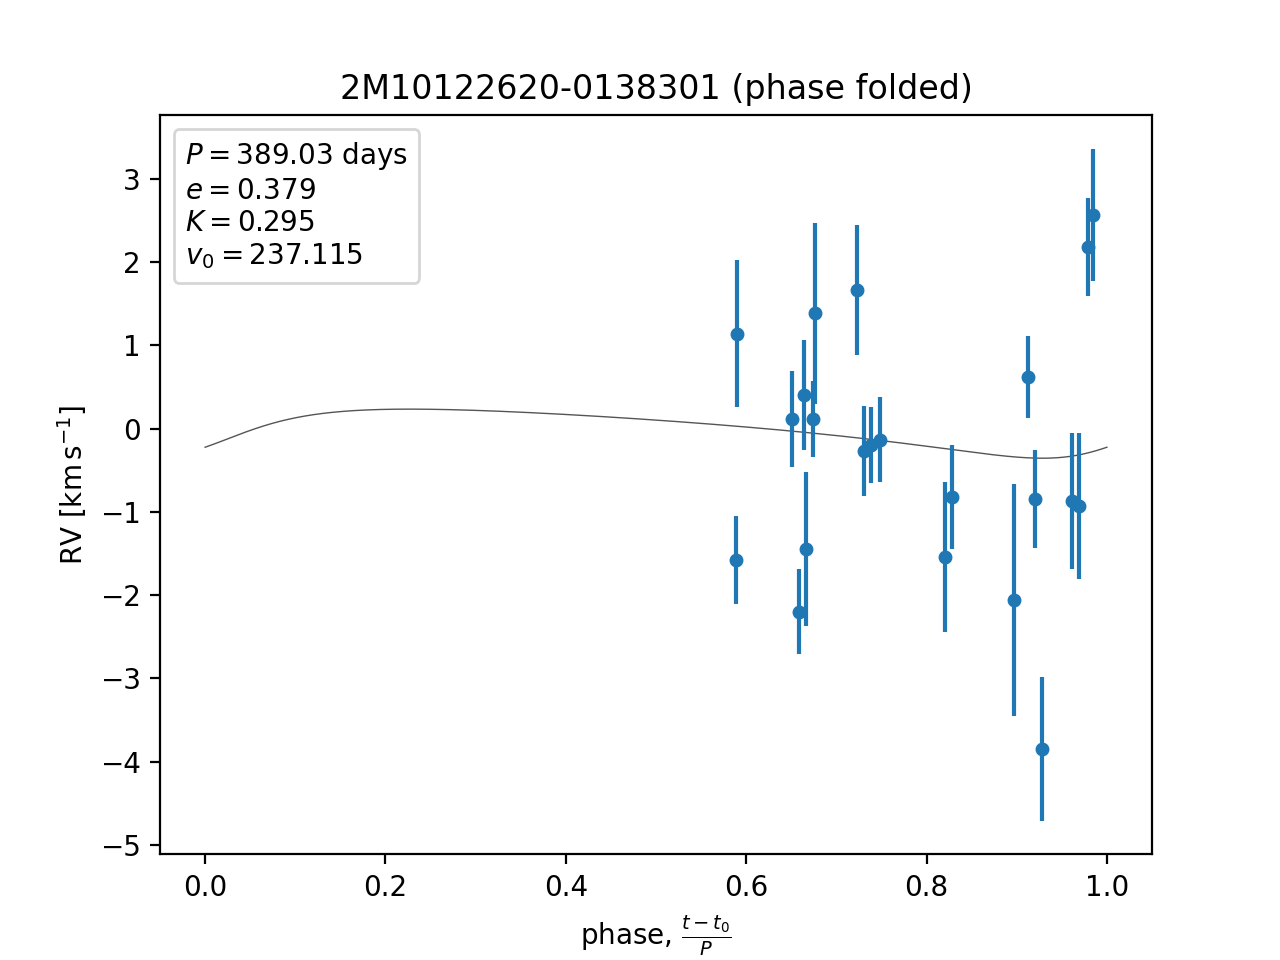 2M10122620-0138301 (phase folded)
P = 389.03 days
e = 0.379
K = 0.295
v₀ = 237.115
3
2
1
0
−1
−2
−3
−4
−5
RV [km s⁻¹]
0.0 0.2 0.4 0.6 0.8 1.0
phase, (t − t₀)/P